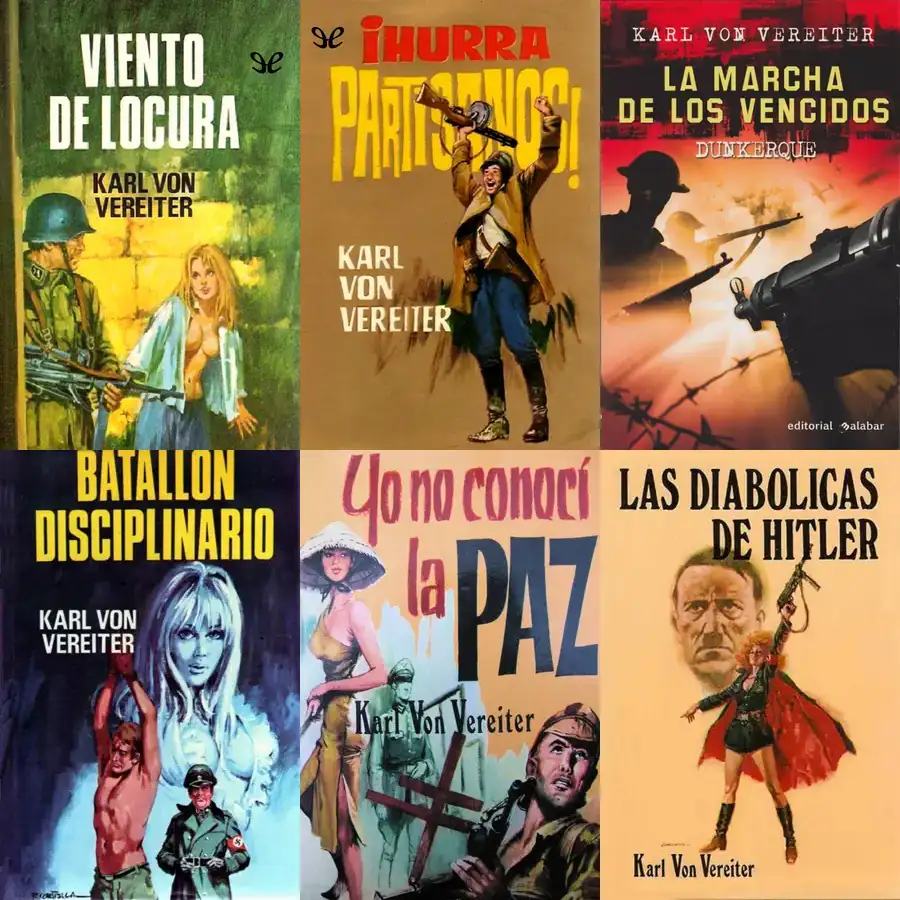 VIENTO
DE LOCURA
KARL VON
VEREITER
¡HURRA
PARTISANOS!
KARL
VON
VEREITER
KARL VON VEREITER
LA MARCHA
DE LOS VENCIDOS
DUNKERQUE
editorial Malabar
BATALLON
DISCIPLINARIO
KARL VON
VEREITER
Yo no conocí
la
PAZ
Karl Von Vereiter
LAS DIABOLICAS
DE HITLER
Karl Von Vereiter